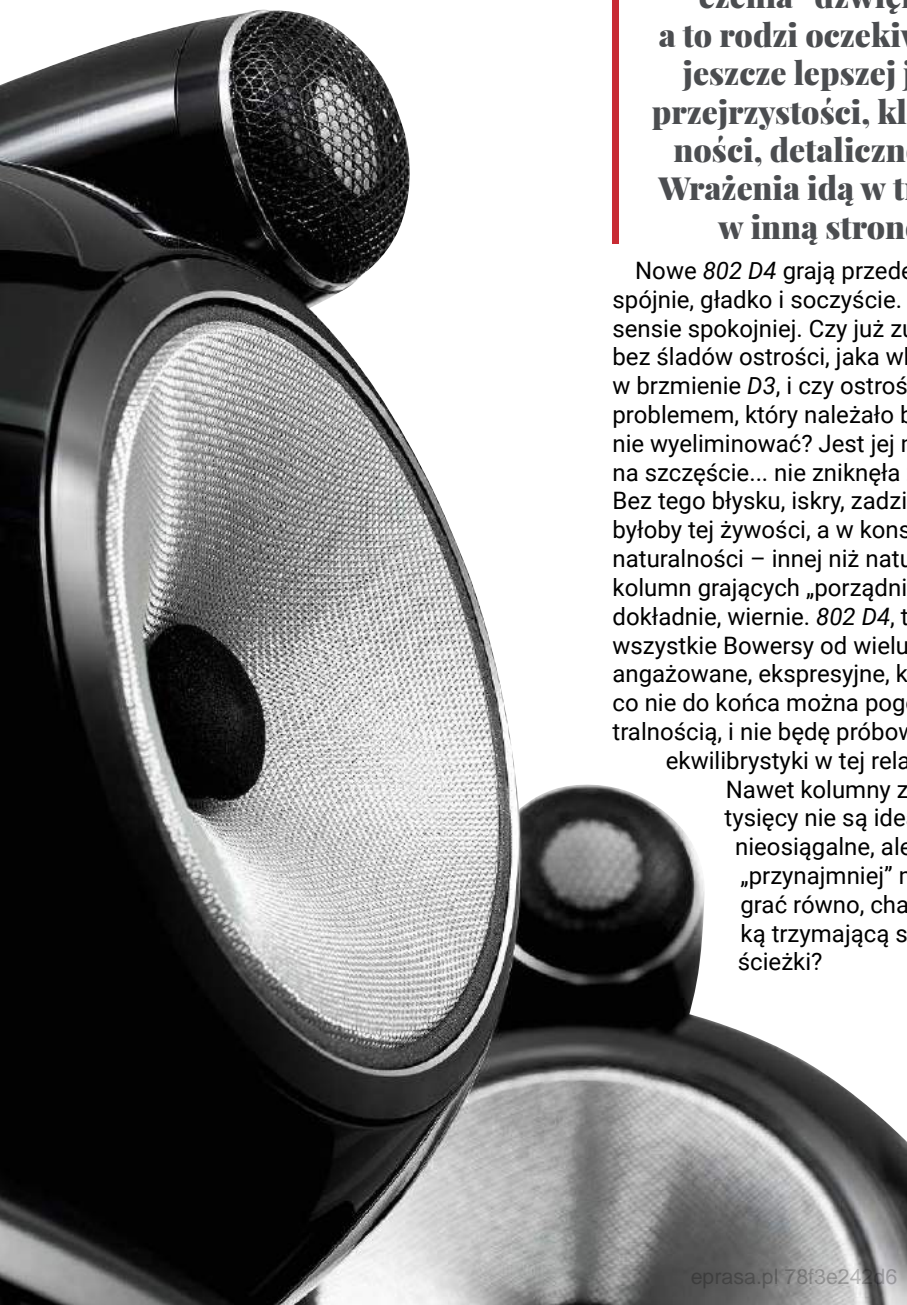 czenia" dźwięk
a to rodzi oczekiw
jeszcze lepszej j
przejrzystości, kl
ności, detaliczn
Wrażenia idą w t
w inną stron
Nowe 802 D4 grają przede
spójnie, gładko i soczyście.
sensie spokojniej. Czy już zu
bez śladów ostrości, jaka wł
w brzmienie D3, i czy ostroś
problemem, który należało b
nie wyeliminować? Jest jej
na szczęście... nie zniknęła
Bez tego błysku, iskry, zadzi
byłoby tej żywości, a w kons
naturalności – innej niż natu
kolumn grających „porządni
dokładnie, wiernie. 802 D4, t
wszystkie Bowersy od wielu
angażowane, ekspresyjne, k
co nie do końca można pog
tralnością, i nie będę próbow
ekwilibrystyki w tej rela
Nawet kolumny z
tysięcy nie są ide
nieosiągalne, ale
„przynajmniej”
grać równo, cha
ką trzymającą s
ścieżki?
eprasa.pl 78f3e242d6